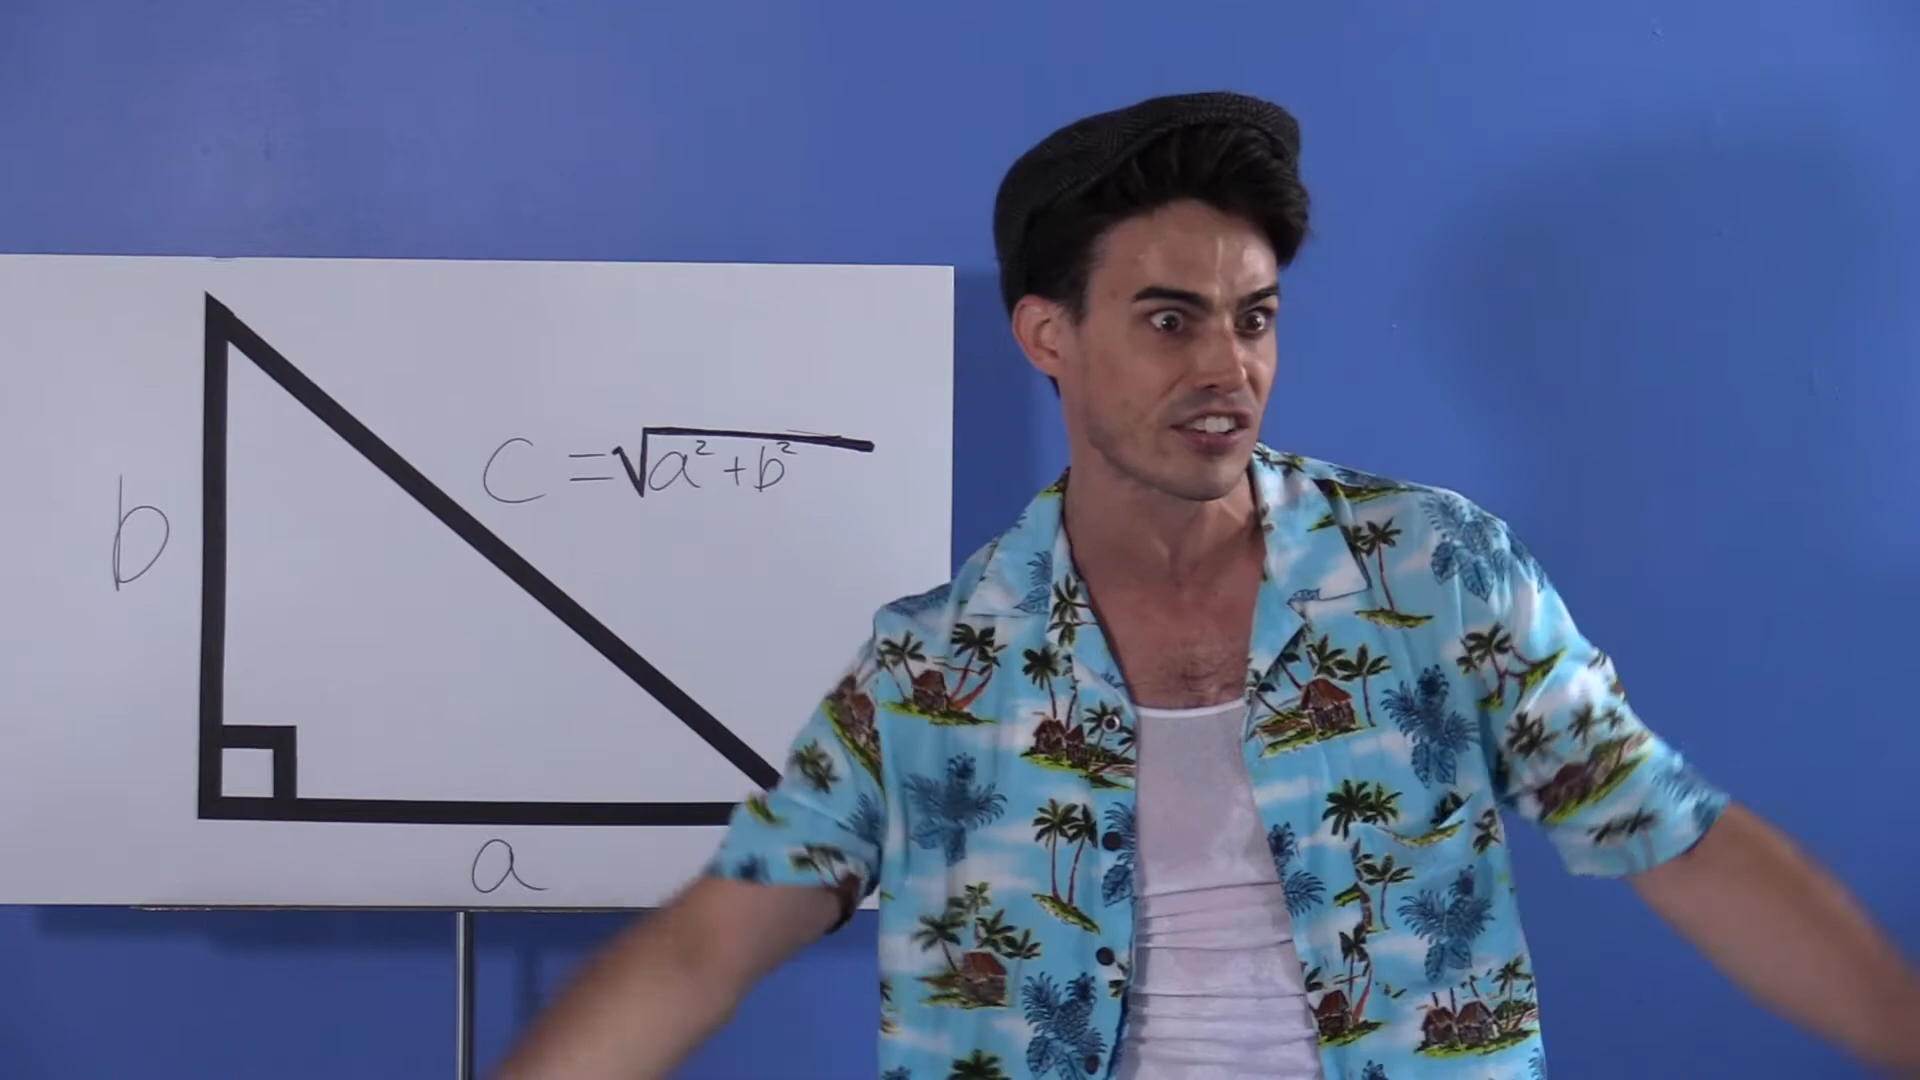 c = √a² + b²
b
a